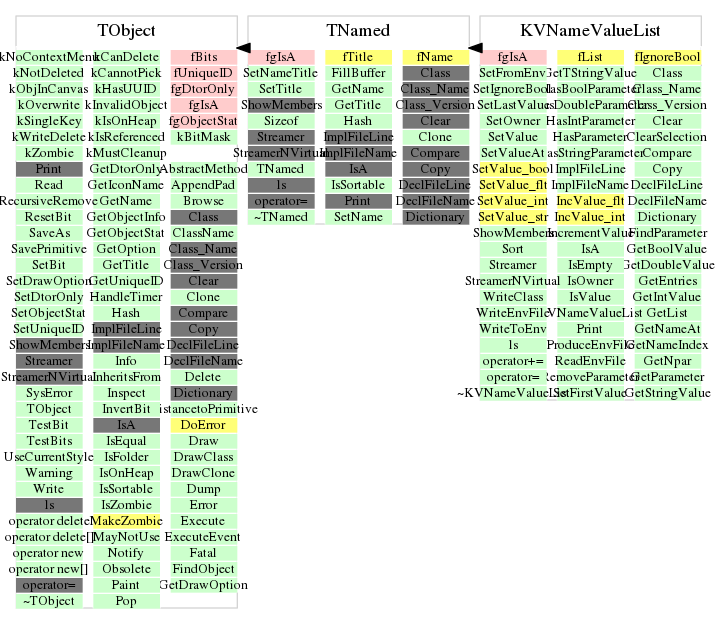 TObject
kNoContextMenu
kNotDeleted
kObjInCanvas
kOverwrite
kSingleKey
kWriteDelete
kZombie
Print
Read
RecursiveRemove
ResetBit
SaveAs
SavePrimitive
SetBit
SetDrawOption
SetDtorOnly
SetObjectStat
SetUniqueID
ShowMembers
Streamer
StreamerNVirtual
SysError
TObject
TestBit
TestBits
UseCurrentStyle
Warning
Write
ls
operator delete
operator delete[]
operator new
operator new[]
operator=
~TObject
kCanDelete
kCannotPick
kHasUUID
kInvalidObject
kIsOnHeap
kIsReferenced
kMustCleanup
GetDtorOnly
GetIconName
GetName
GetObjectInfo
GetObjectStat
GetOption
GetTitle
GetUniqueID
HandleTimer
Hash
ImplFileLine
ImplFileName
Info
InheritsFrom
Inspect
InvertBit
IsA
IsEqual
IsFolder
IsOnHeap
IsSortable
IsZombie
MakeZombie
MayNotUse
Notify
Obsolete
Paint
Pop
fBits
fUniqueID
fgDtorOnly
fgIsA
fgObjectStat
kBitMask
AbstractMethod
AppendPad
Browse
Class
ClassName
Class_Name
Class_Version
Clear
Clone
Compare
Copy
DeclFileLine
DeclFileName
Delete
Dictionary
DistancetoPrimitive
DoError
Draw
DrawClass
DrawClone
Dump
Error
Execute
ExecuteEvent
Fatal
FindObject
GetDrawOption
TNamed
fgIsA
SetNameTitle
SetTitle
ShowMembers
Sizeof
Streamer
StreamerNVirtual
TNamed
ls
operator=
~TNamed
fTitle
FillBuffer
GetName
GetTitle
Hash
ImplFileLine
ImplFileName
IsA
IsSortable
Print
SetName
fName
Class
Class_Name
Class_Version
Clear
Clone
Compare
Copy
DeclFileLine
DeclFileName
Dictionary
KVNameValueList
fgIsA
SetFromEnv
SetIgnoreBool
SetLastValue
SetOwner
SetValue
SetValueAt
SetValue_bool
SetValue_flt
SetValue_int
SetValue_str
ShowMembers
Sort
Streamer
StreamerNVirtual
WriteClass
WriteEnvFile
WriteToEnv
ls
operator+=
operator=
~KVNameValueList
fList
GetTStringValue
HasBoolParameter
HasDoubleParameter
HasIntParameter
HasParameter
HasStringParameter
ImplFileLine
ImplFileName
IncValue_flt
IncValue_int
IncrementValue
IsA
IsEmpty
IsOwner
IsValue
KVNameValueList
Print
ProduceEnvFile
ReadEnvFile
RemoveParameter
SetFirstValue
fIgnoreBool
Class
Class_Name
Class_Version
Clear
ClearSelection
Compare
Copy
DeclFileLine
DeclFileName
Dictionary
FindParameter
GetBoolValue
GetDoubleValue
GetEntries
GetIntValue
GetList
GetNameAt
GetNameIndex
GetNpar
GetParameter
GetStringValue